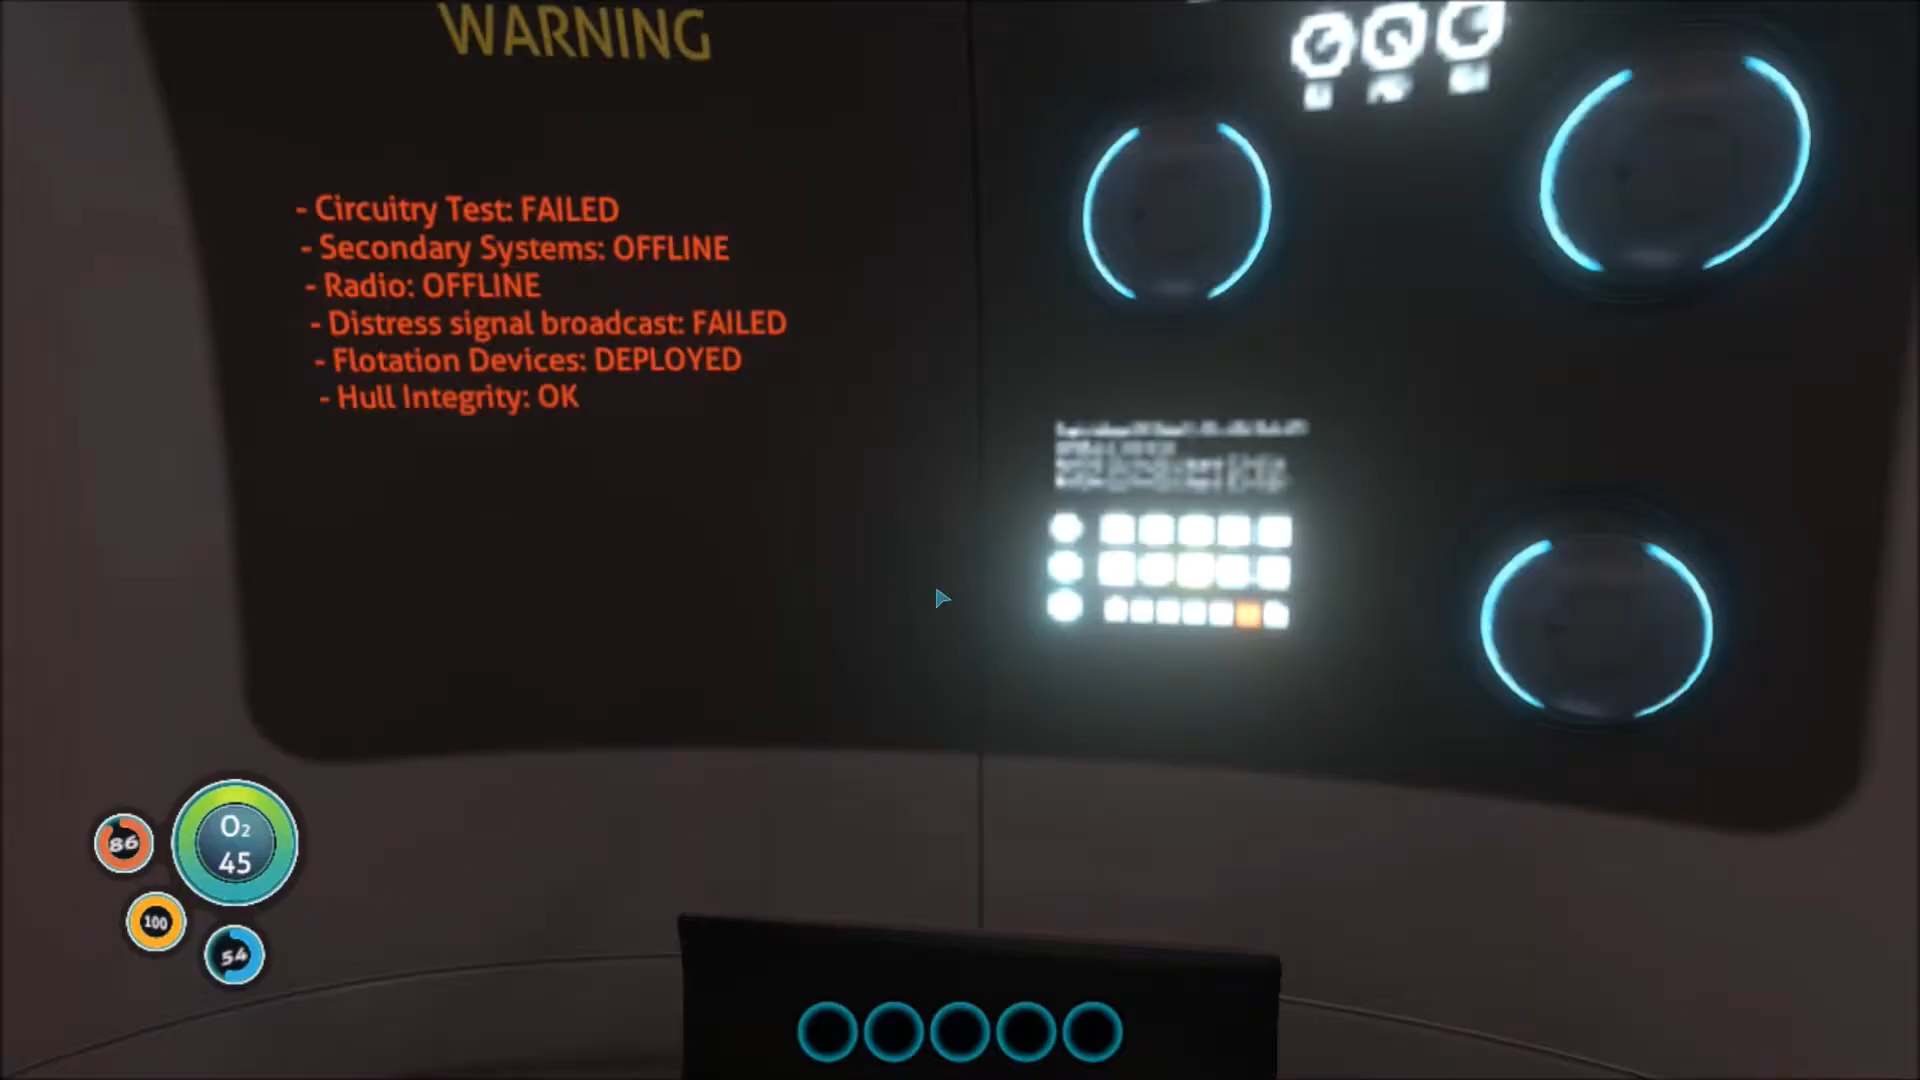 WARNING
- Circuitry Test: FAILED
- Secondary Systems: OFFLINE
- Radio: OFFLINE
- Distress signal broadcast: FAILED
- Flotation Devices: DEPLOYED
- Hull Integrity: OK
O₂
45
86
100
54